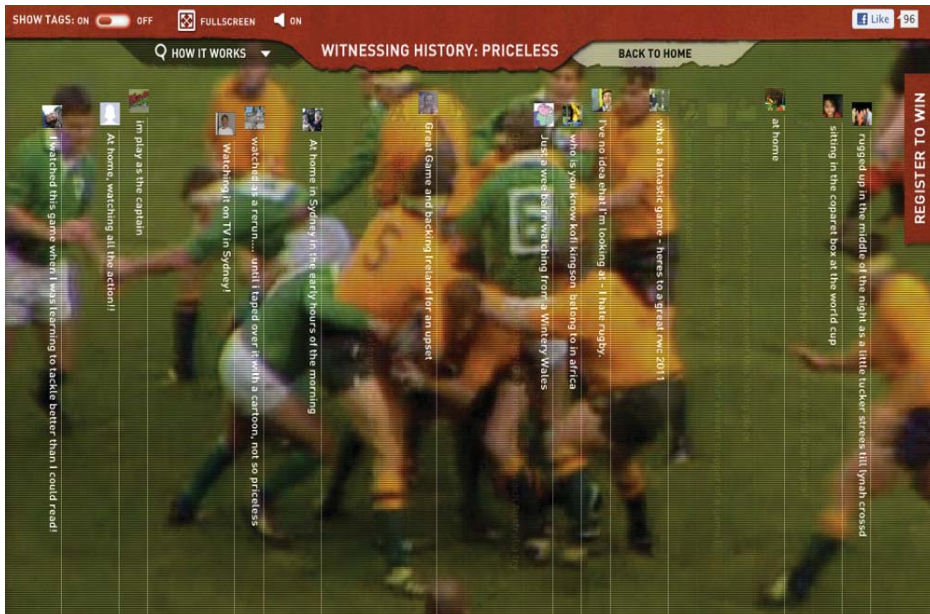 SHOW TAGS: ON OFF
FULLSCREEN
ON
Like 96
HOW IT WORKS
WITNESSING HISTORY: PRICELESS
BACK TO HOME
REGISTER TO WIN
I watched this game when I was learning to tackle better than I could read!
At home, watching all the action!!
im play as the captain
Watching it on TV in Sydney!
watched as a rerun.... until i taped over it with a cartoon, not so priceless
At home in Sydney in the early hours of the morning
Great Game and backing Ireland for an upset
Just a wee bairn watching from a Wintery Wales
who is you know kofi kingson belong to in africa
I've no idea ehat I'm looking at - I hate rugby.
what a fantastic game - heres to a great rwc 2011
at home
sitting in the coparet box at the world cup
rugged up in the middle of the night as a little tucker strees till lynah crossd
S